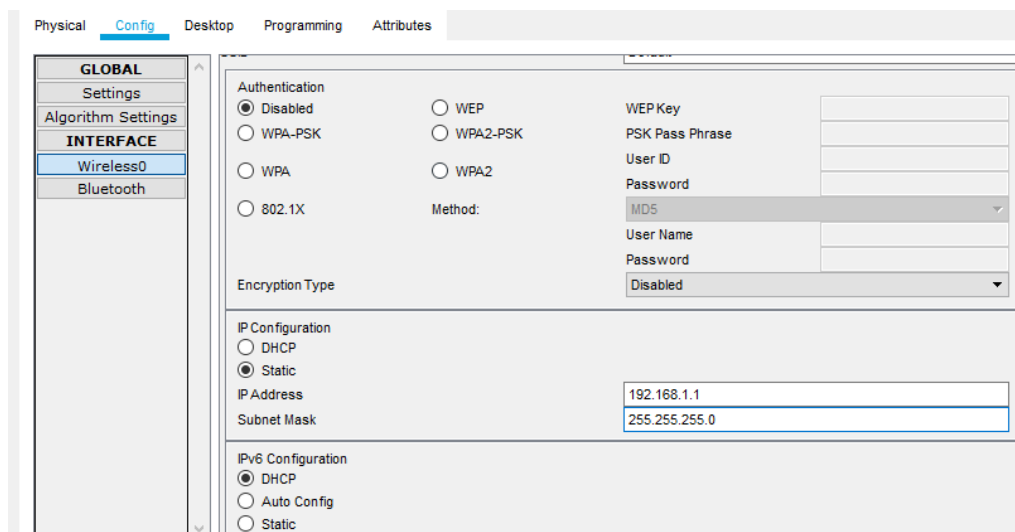 Physical Config Desktop Programming Attributes
GLOBAL
Settings
Algorithm Settings
INTERFACE
Wireless0
Bluetooth
Authentication
Disabled WEP WEP Key
WPA-PSK WPA2-PSK PSK Pass Phrase
User ID
WPA WPA2
Password
802.1X Method: MD5
User Name
Password
Encryption Type Disabled
IP Configuration
DHCP
Static
IP Address 192.168.1.1
Subnet Mask 255.255.255.0
IPv6 Configuration
DHCP
Auto Config
Static